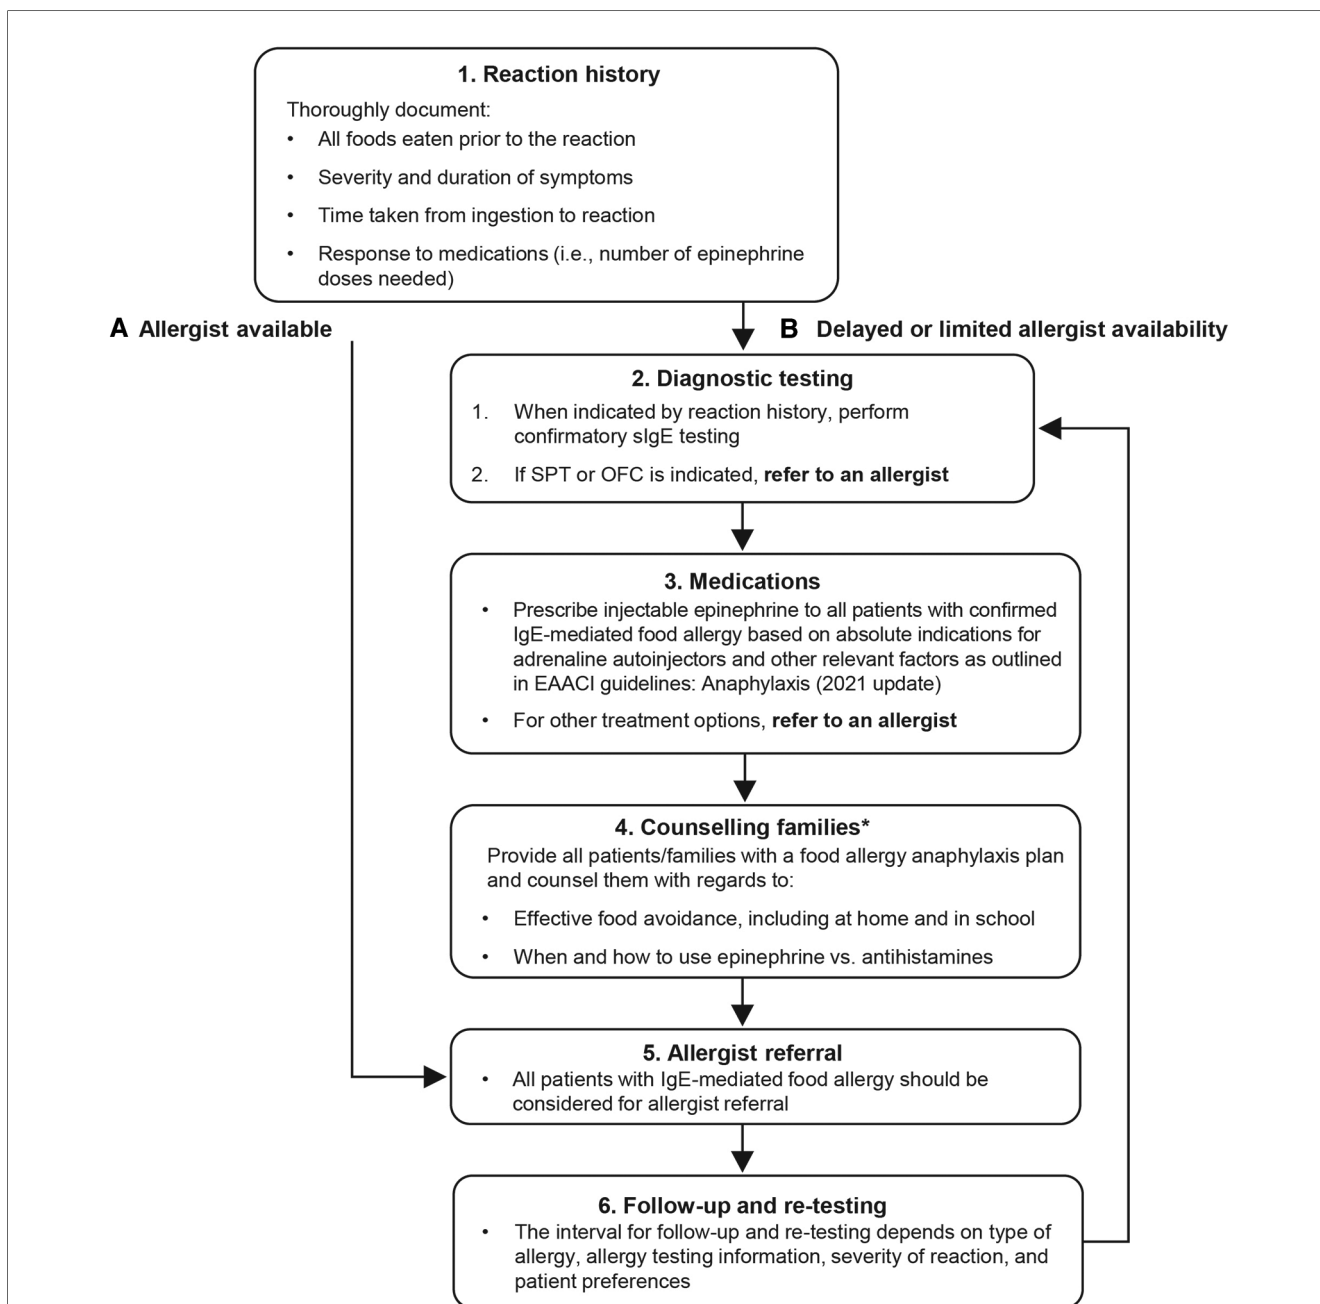 1. Reaction history
Thoroughly document:
• All foods eaten prior to the reaction
• Severity and duration of symptoms
• Time taken from ingestion to reaction
• Response to medications (i.e., number of epinephrine
doses needed)
A Allergist available
B Delayed or limited allergist availability
2. Diagnostic testing
1. When indicated by reaction history, perform
confirmatory sIgE testing
2. If SPT or OFC is indicated, refer to an allergist
3. Medications
• Prescribe injectable epinephrine to all patients with confirmed
IgE-mediated food allergy based on absolute indications for
adrenaline autoinjectors and other relevant factors as outlined
in EAACI guidelines: Anaphylaxis (2021 update)
• For other treatment options, refer to an allergist
4. Counselling families*
Provide all patients/families with a food allergy anaphylaxis plan
and counsel them with regards to:
• Effective food avoidance, including at home and in school
• When and how to use epinephrine vs. antihistamines
5. Allergist referral
• All patients with IgE-mediated food allergy should be
considered for allergist referral
6. Follow-up and re-testing
• The interval for follow-up and re-testing depends on type of
allergy, allergy testing information, severity of reaction, and
patient preferences